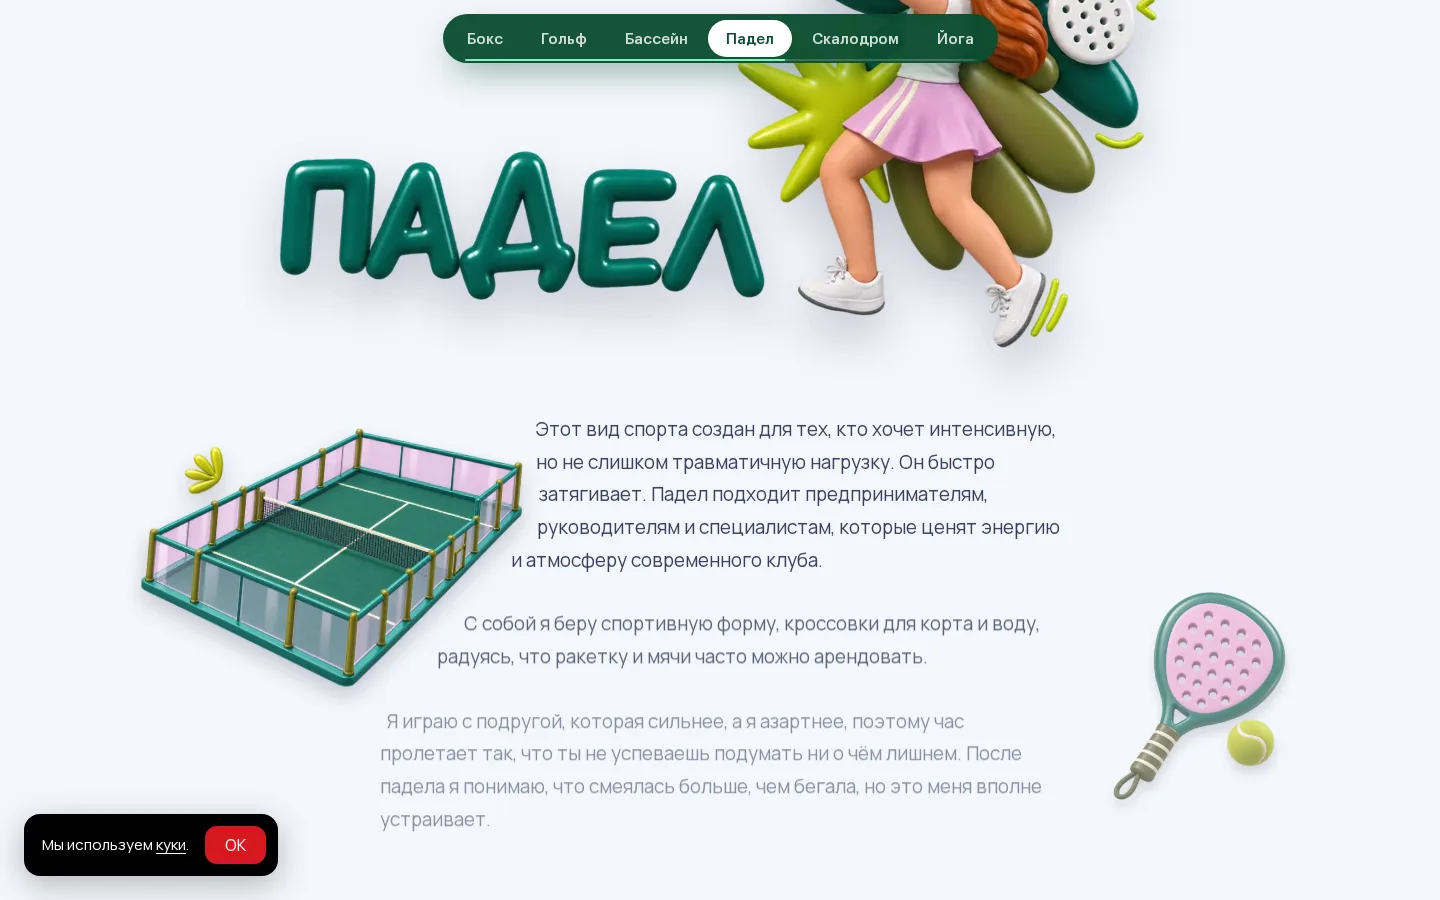 Бокс
Гольф
Бассейн
Падел
Скалодром
Йога
ПАДЕЛ
Этот вид спорта создан для тех, кто хочет интенсивную,
но не слишком травматичную нагрузку. Он быстро
затягивает. Падел подходит предпринимателям,
руководителям и специалистам, которые ценят энергию
и атмосферу современного клуба.
С собой я беру спортивную форму, кроссовки для корта и воду,
радуясь, что ракетку и мячи часто можно арендовать.
Я играю с подругой, которая сильнее, а я азартнее, поэтому час
пролетает так, что ты не успеваешь подумать ни о чём лишнем. После
падела я понимаю, что смеялась больше, чем бегала, но это меня вполне
устраивает.
Мы используем куки.
ОК